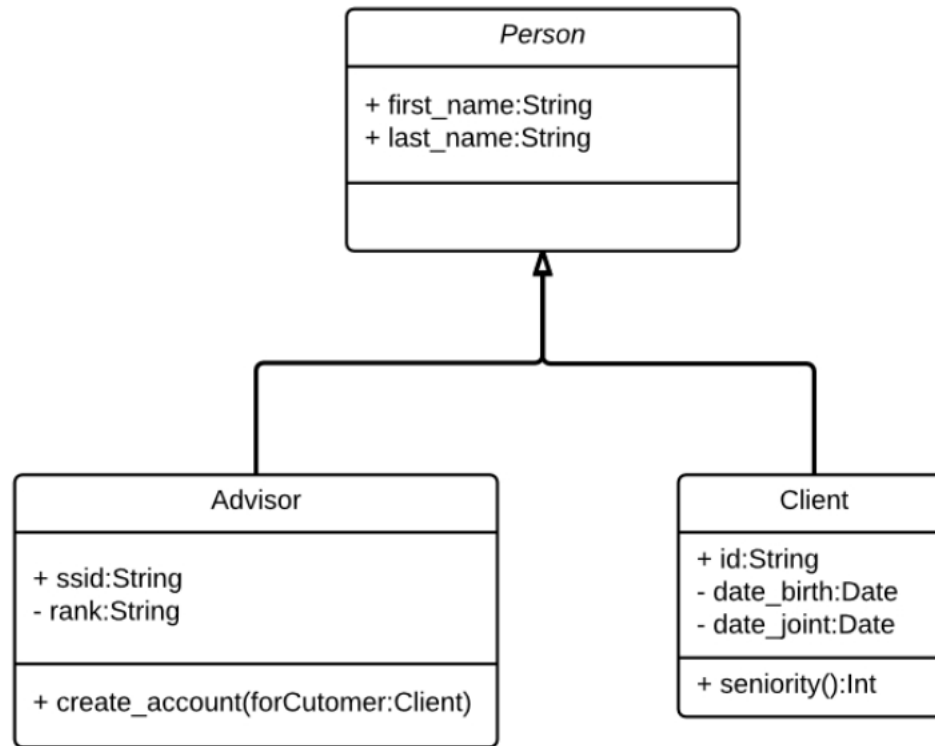 Person
+ first_name:String
+ last_name:String
Advisor
+ ssid:String
- rank:String
+ create_account(forCutomer:Client)
Client
+ id:String
- date_birth:Date
- date_joint:Date
+ seniority():Int